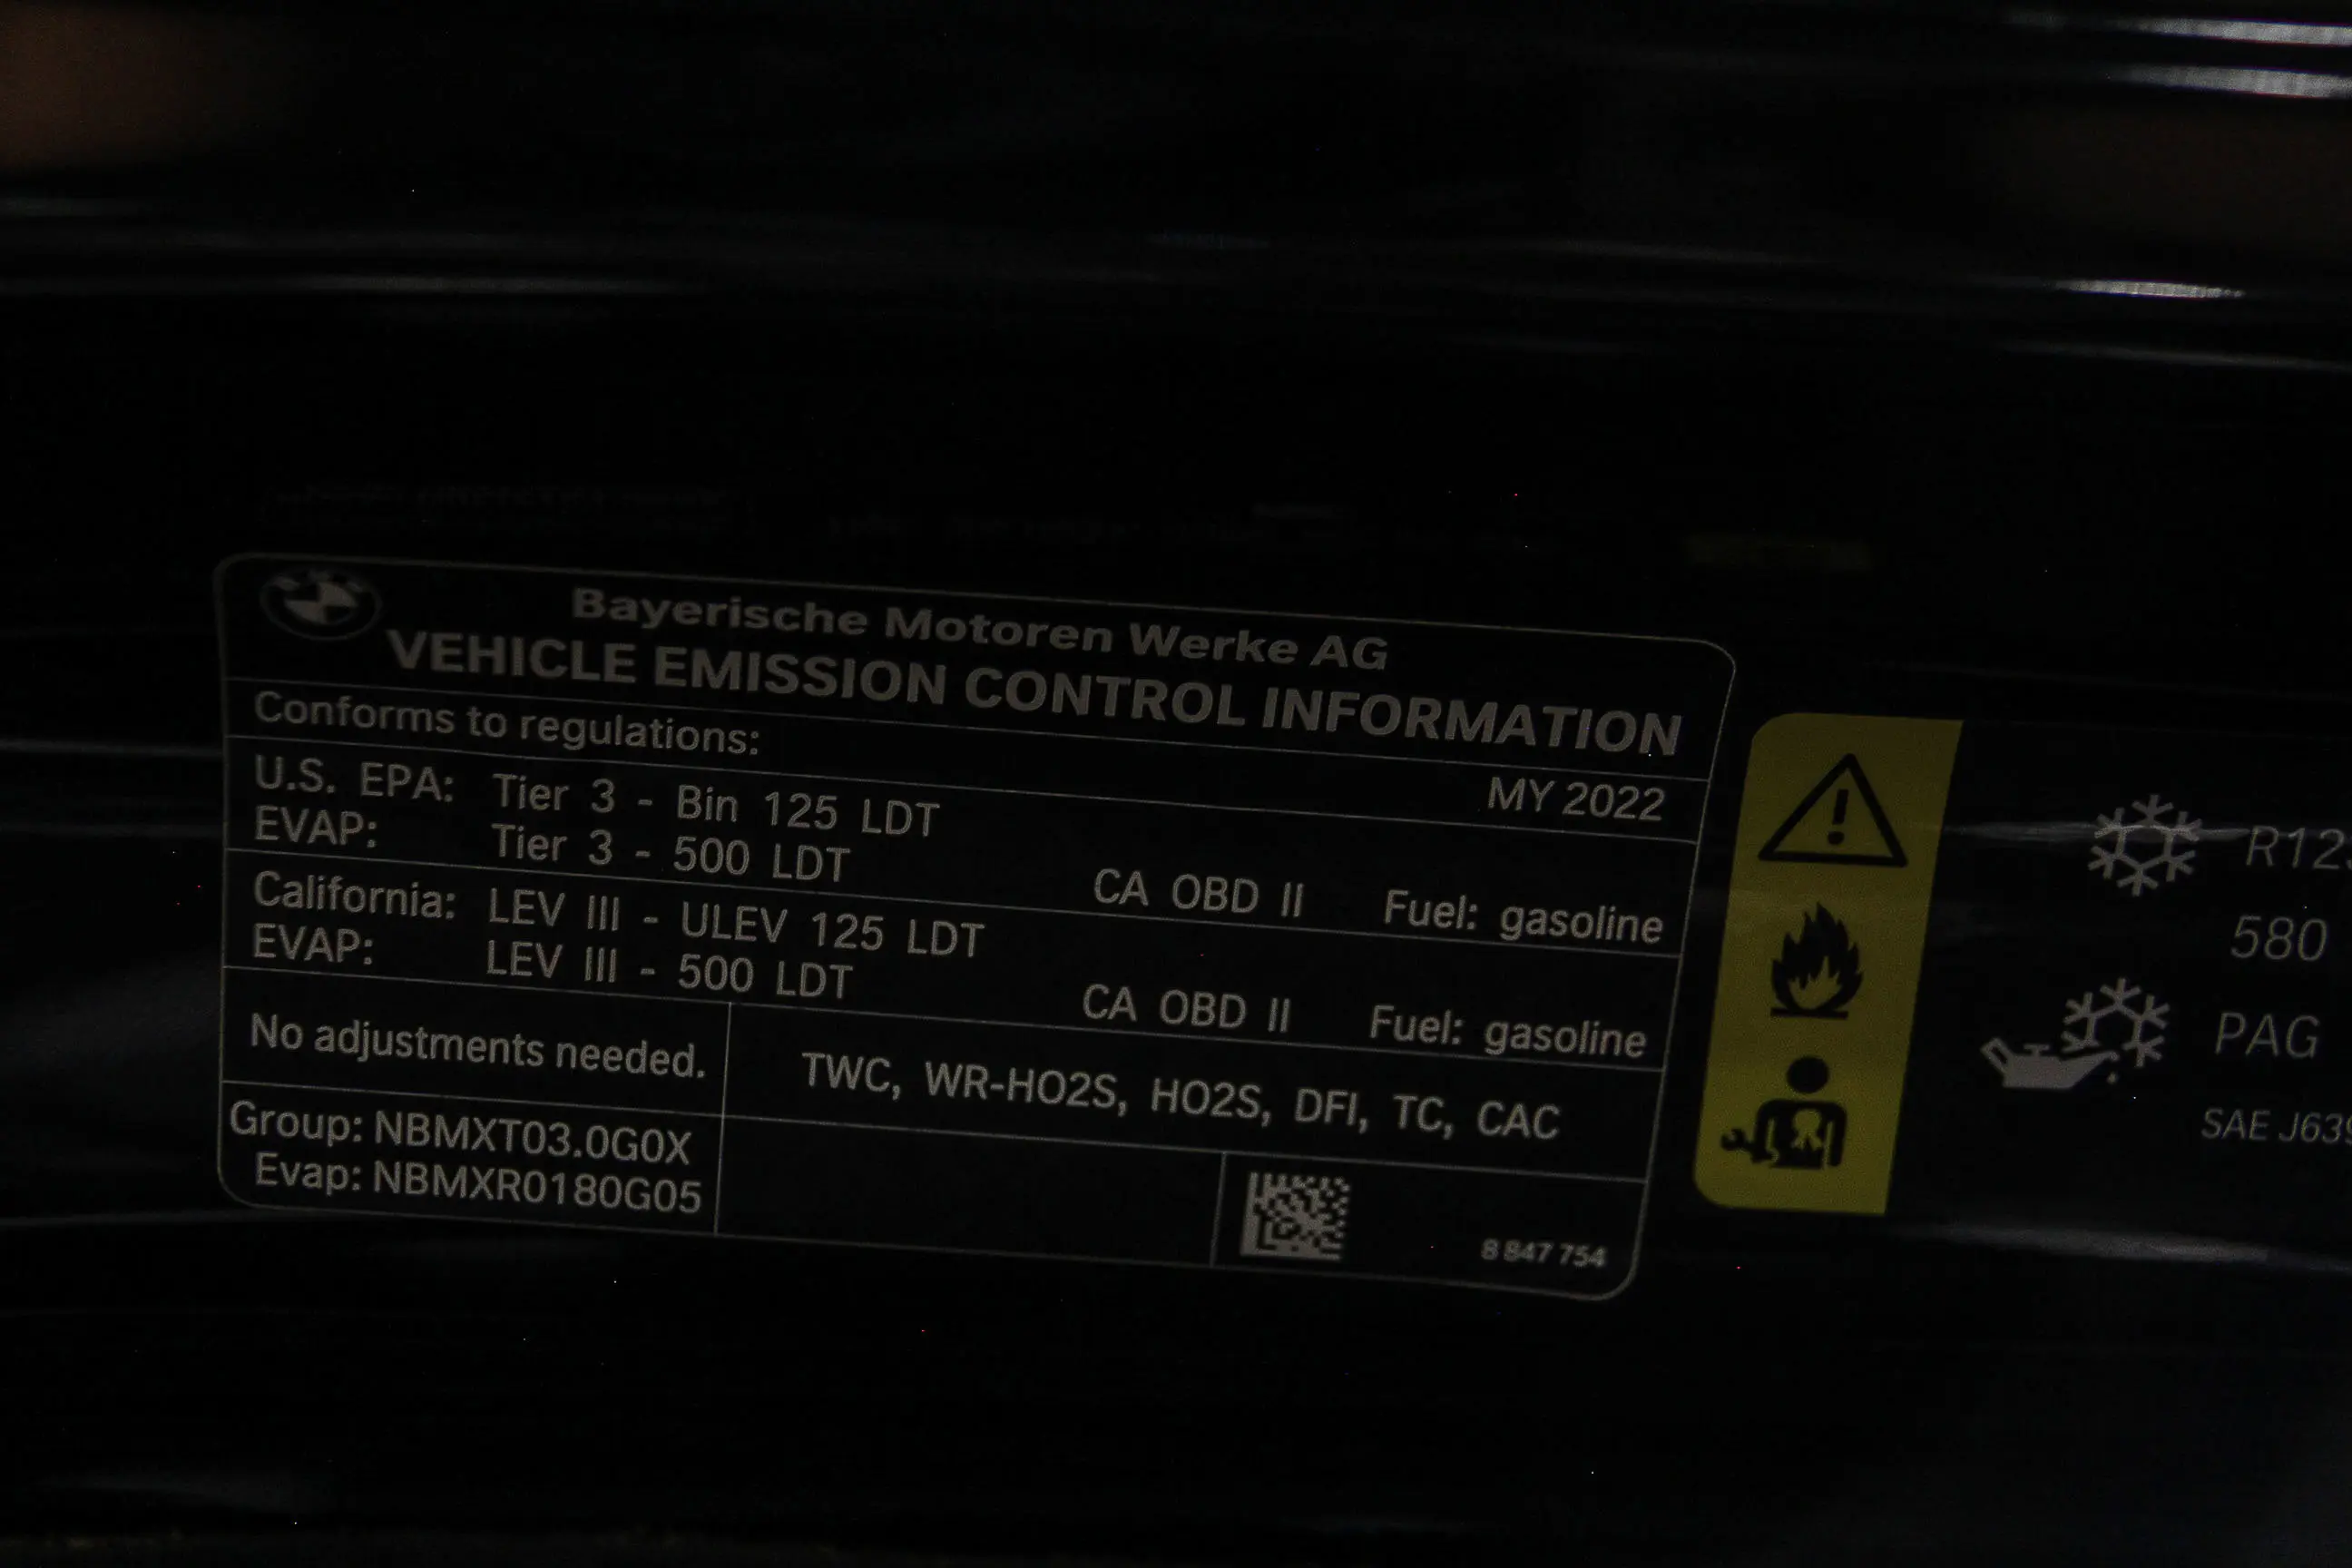 Bayerische Motoren Werke AG
VEHICLE EMISSION CONTROL INFORMATION
Conforms to regulations:
MY 2022
U.S. EPA: Tier 3 - Bin 125 LDT
EVAP: Tier 3 - 500 LDT
CA OBD II Fuel: gasoline
California: LEV III - ULEV 125 LDT
EVAP: LEV III - 500 LDT
CA OBD II Fuel: gasoline
No adjustments needed.
TWC, WR-HO2S, HO2S, DFI, TC, CAC
Group: NBMXT03.0G0X
Evap: NBMXR0180G05
8 847 754
580
PAG
SAE